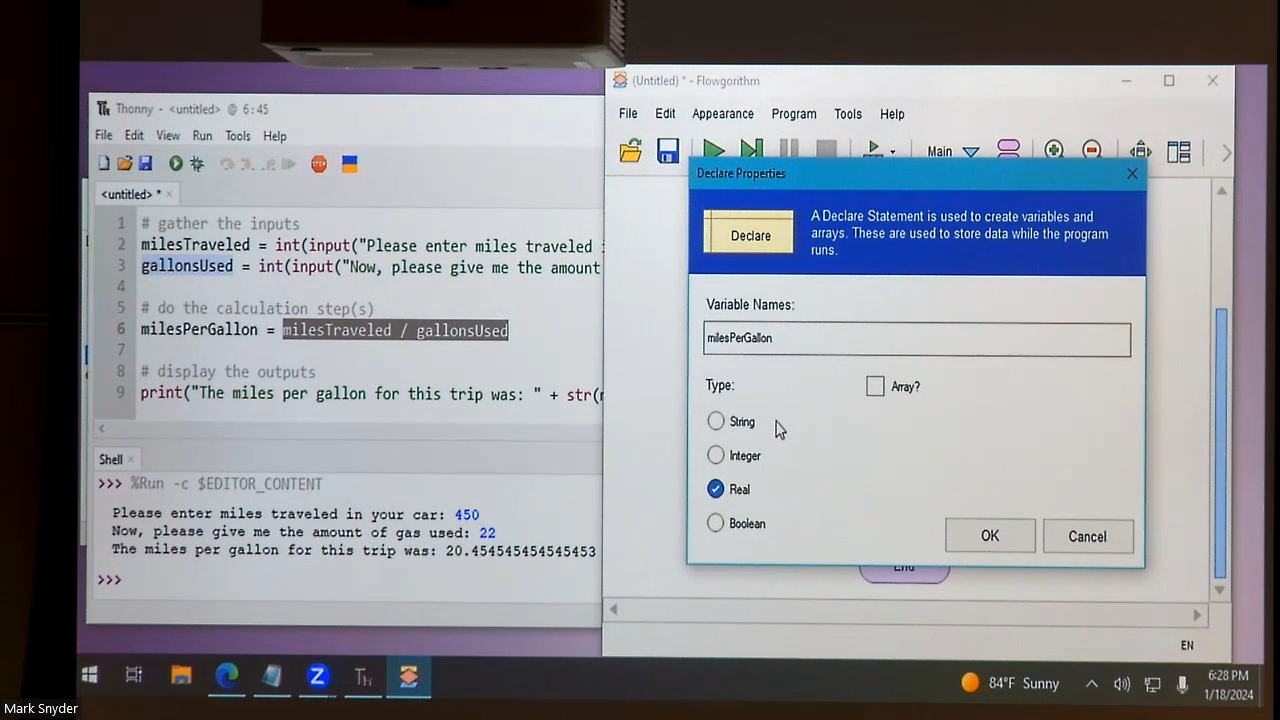 Thonny - <untitled> @ 6:45
File Edit View Run Tools Help
STOP
<untitled> *
1 # gather the inputs
2 milesTraveled = int(input("Please enter miles traveled
3 gallonsUsed = int(input("Now, please give me the amount
4
5 # do the calculation step(s)
6 milesPerGallon = milesTraveled / gallonsUsed
7
8 # display the outputs
9 print("The miles per gallon for this trip was: " + str(
Shell
>>> %Run -c $EDITOR_CONTENT
Please enter miles traveled in your car: 450
Now, please give me the amount of gas used: 22
The miles per gallon for this trip was: 20.454545454545453
>>>
(Untitled) * - Flowgorithm
File Edit Appearance Program Tools Help
Main
Declare Properties
Declare
A Declare Statement is used to create variables and
arrays. These are used to store data while the program
runs.
Variable Names:
milesPerGallon
Type:
Array?
String
Integer
Real
Boolean
OK
Cancel
End
EN
Z
Th
84°F Sunny
6:28 PM
1/18/2024
Mark Snyder